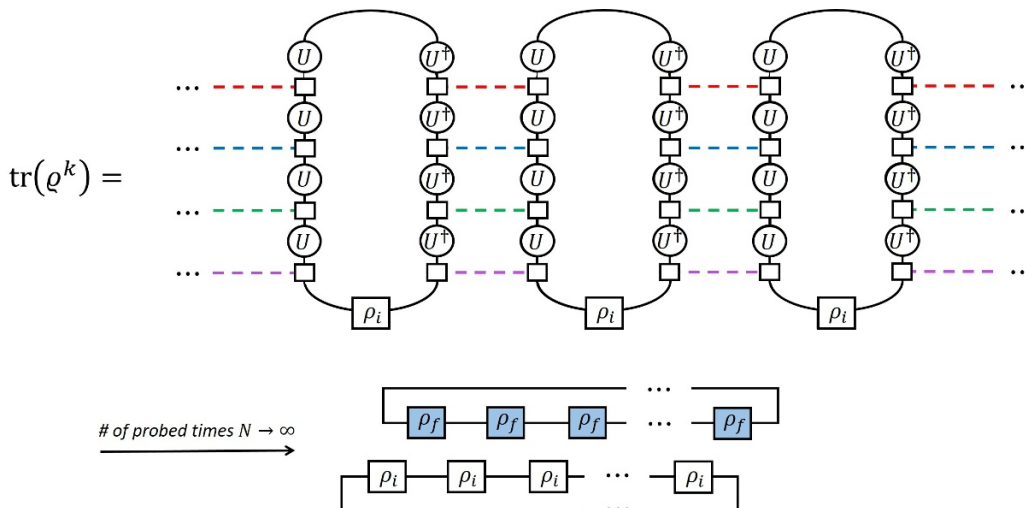 U U† U U† U U†
... ...
U U† U U† U U†
... ...
tr(ϱ^k) =
U U† U U† U U†
... ...
U U† U U† U U†
... ...
ρ_i ρ_i ρ_i
...
ρ_f ρ_f ρ_f ... ρ_f
# of probed times N → ∞
ρ_i ρ_i ρ_i ... ρ_i
...